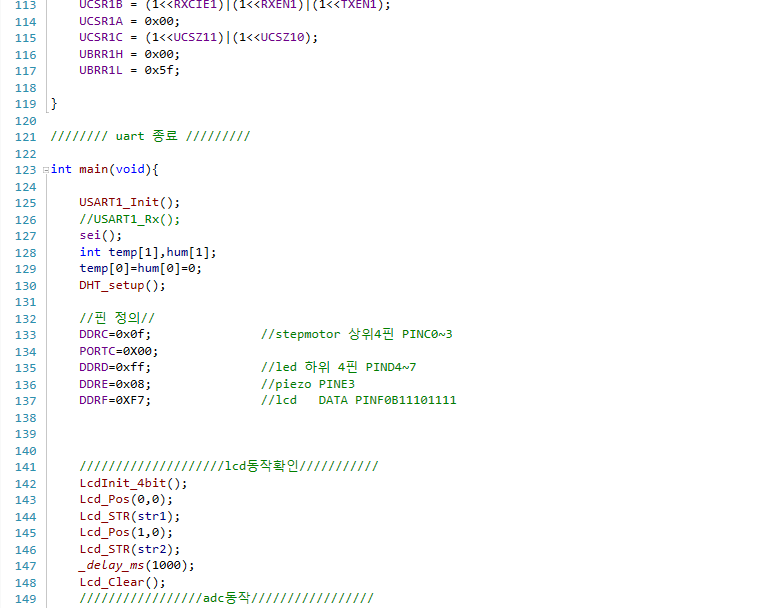 113 UCSR1B = (1<<RXCIE1)|(1<<RXEN1)|(1<<TXEN1);
114 UCSR1A = 0x00;
115 UCSR1C = (1<<UCSZ11)|(1<<UCSZ10);
116 UBRR1H = 0x00;
117 UBRR1L = 0x5f;
118
119 }
120
121 //////// uart 종료 /////////
122
123 int main(void){
124
125 USART1_Init();
126 //USART1_Rx();
127 sei();
128 int temp[1],hum[1];
129 temp[0]=hum[0]=0;
130 DHT_setup();
131
132 //핀 정의//
133 DDRC=0x0f; //stepmotor 상위4핀 PINC0~3
134 PORTC=0X00;
135 DDRD=0xff; //led 하위 4핀 PIND4~7
136 DDRE=0x08; //piezo PINE3
137 DDRF=0XF7; //lcd DATA PINF0B11101111
138
139
140
141 ////////////////////lcd동작확인///////////
142 LcdInit_4bit();
143 Lcd_Pos(0,0);
144 Lcd_STR(str1);
145 Lcd_Pos(1,0);
146 Lcd_STR(str2);
147 _delay_ms(1000);
148 Lcd_Clear();
149 /////////////////adc동작/////////////////